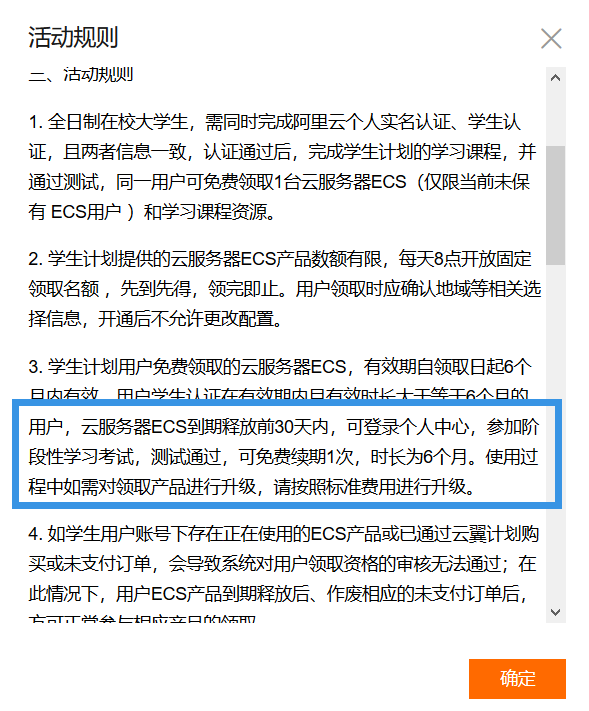 活动规则
三、活动规则
1. 全日制在校大学生，需同时完成阿里云个人实名认证、学生认
证，且两者信息一致，认证通过后，完成学生计划的学习课程，并
通过测试，同一用户可免费领取1台云服务器ECS（仅限当前未保
有 ECS用户 ）和学习课程资源。
2. 学生计划提供的云服务器ECS产品数额有限，每天8点开放固定
领取名额 ，先到先得，领完即止。用户领取时应确认地域等相关选
择信息，开通后不允许更改配置。
3. 学生计划用户免费领取的云服务器ECS，有效期自领取日起6个
月内有效，用户学生认证在有效期内且有效时长大于等于6个月的
用户，云服务器ECS到期释放前30天内，可登录个人中心，参加阶
段性学习考试，测试通过，可免费续期1次，时长为6个月。使用过
程中如需对领取产品进行升级，请按照标准费用进行升级。
4. 如学生用户账号下存在正在使用的ECS产品或已通过云翼计划购
买或未支付订单，会导致系统对用户领取资格的审核无法通过；在
此情况下，用户ECS产品到期释放后、作废相应的未支付订单后，
方可正常参与相应产品的领取
确定